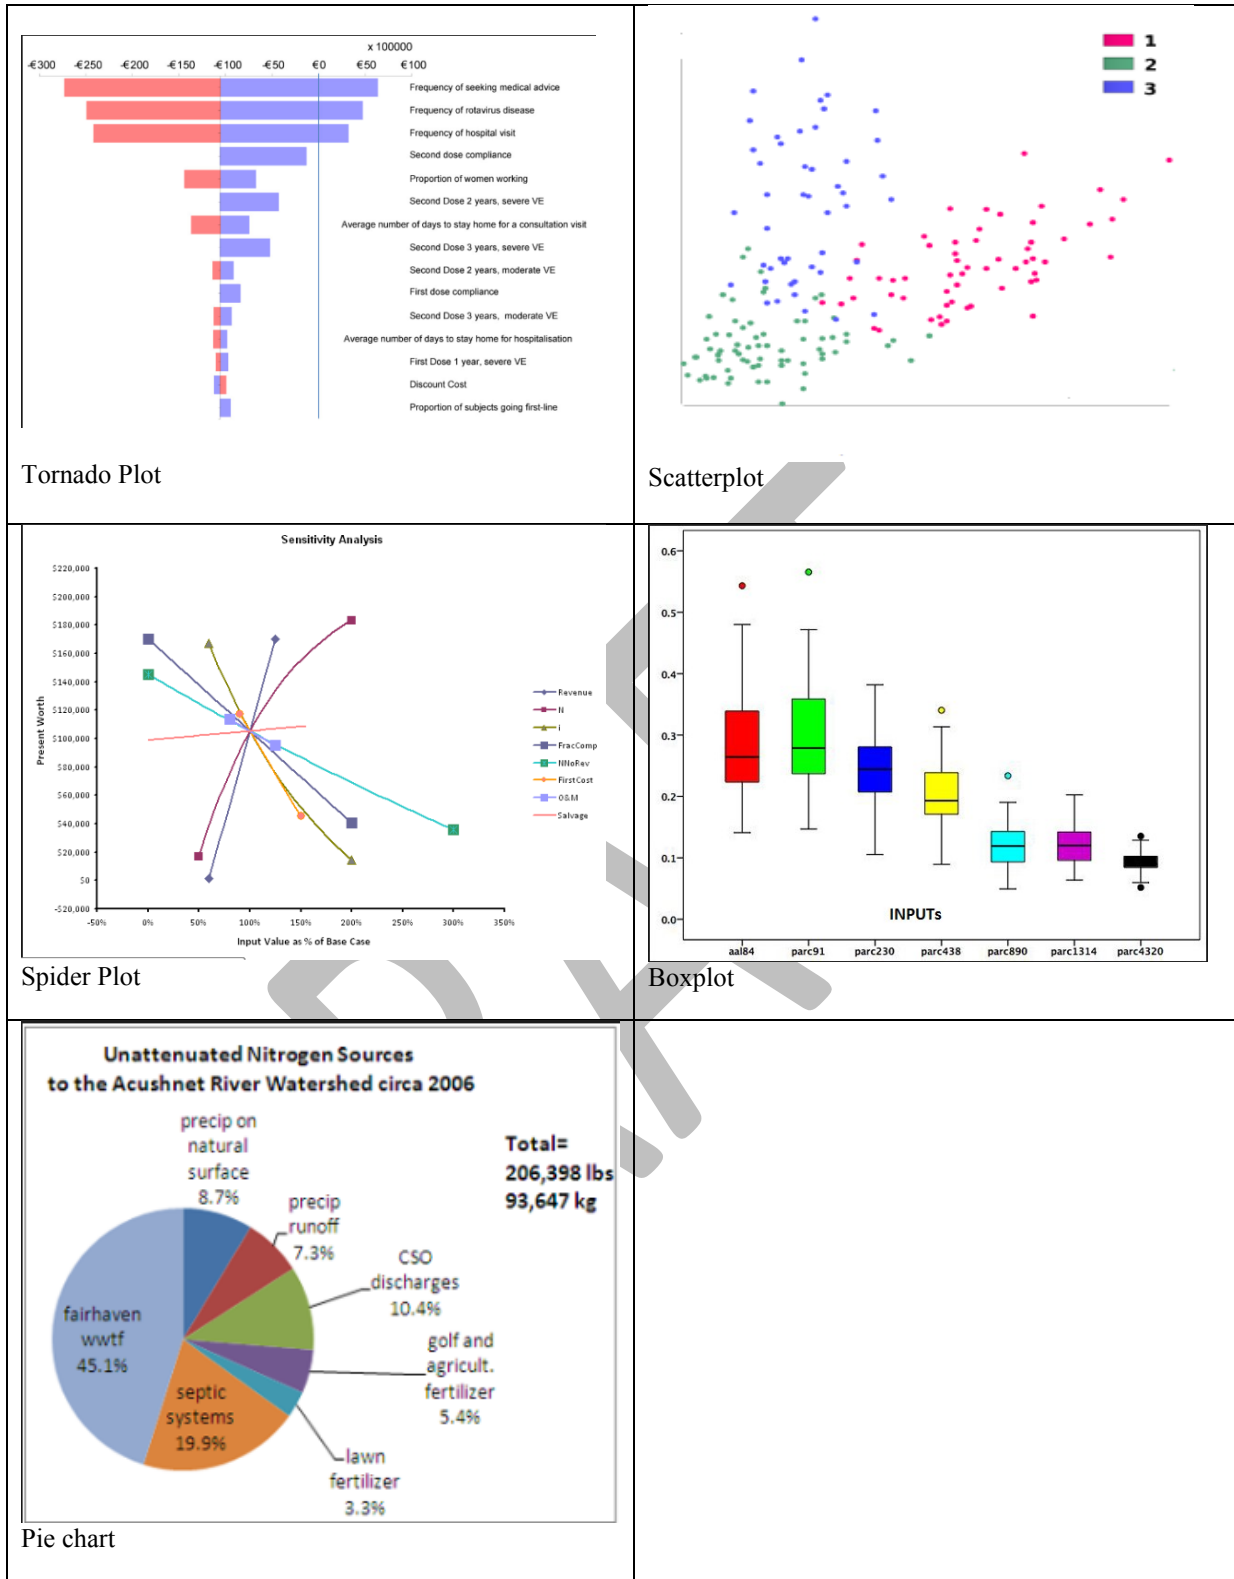 x 100000
-€300 -€250 -€200 -€150 -€100 -€50 €0 €50 €100
Frequency of seeking medical advice
Frequency of rotavirus disease
Frequency of hospital visit
Second dose compliance
Proportion of women working
Second Dose 2 years, severe VE
Average number of days to stay home for a consultation visit
Second Dose 3 years, severe VE
Second Dose 2 years, moderate VE
First dose compliance
Second Dose 3 years, moderate VE
Average number of days to stay home for hospitalisation
First Dose 1 year, severe VE
Discount Cost
Proportion of subjects going first-line
Tornado Plot
1
2
3
Scatterplot
Sensitivity Analysis
$220,000
$200,000
$180,000
$160,000
$140,000
$120,000
$100,000
$80,000
$60,000
$40,000
$20,000
$0
-$20,000
Present Worth
-50% 0% 50% 100% 150% 200% 250% 300% 350%
Input Value as % of Base Case
Revenue
N
i
FracComp
NNoRev
FirstCost
O&M
Salvage
Spider Plot
0.6
0.5
0.4
0.3
0.2
0.1
0.0
INPUTs
aal84 parc91 parc230 parc438 parc890 parc1314 parc4320
Boxplot
Unattenuated Nitrogen Sources
to the Acushnet River Watershed circa 2006
Total=
206,398 lbs
93,647 kg
precip on
natural
surface
8.7%
precip
runoff
7.3%
CSO
discharges
10.4%
golf and
agricult.
fertilizer
5.4%
lawn
fertilizer
3.3%
septic
systems
19.9%
fairhaven
wwtf
45.1%
Pie chart